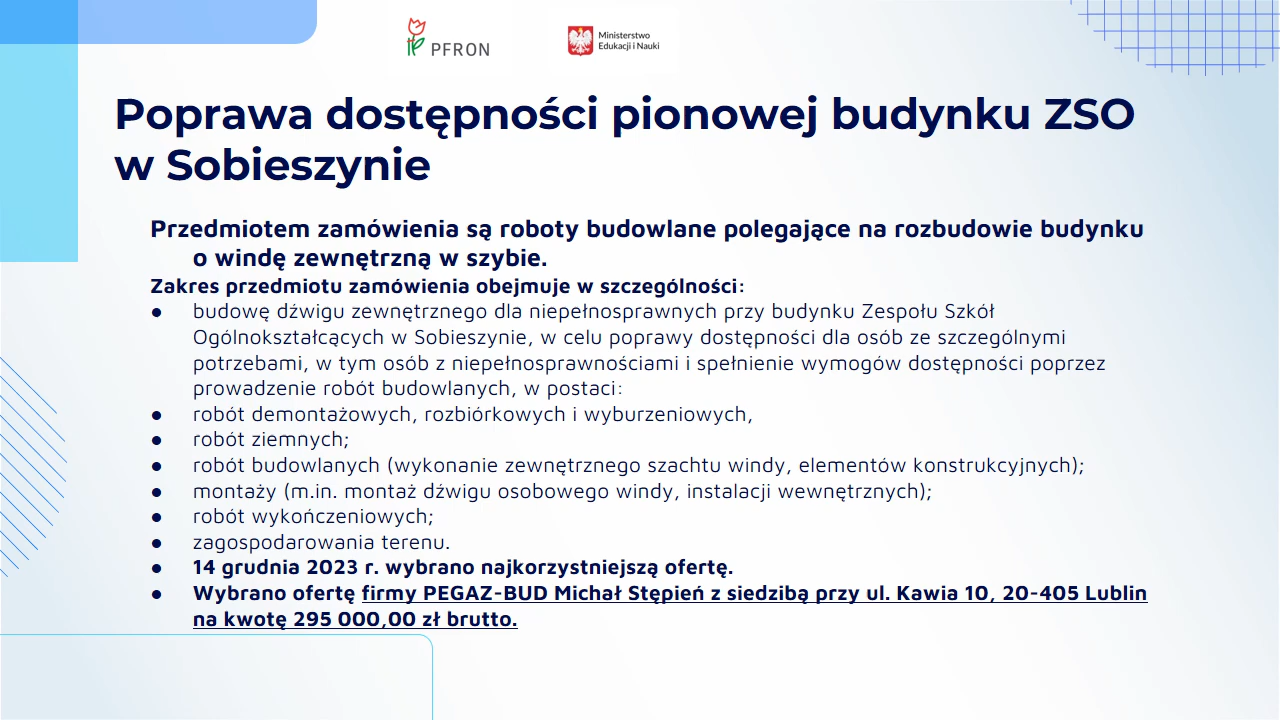 PFRON
Ministerstwo
Edukacji i Nauki
Poprawa dostępności pionowej budynku ZSO
w Sobieszynie
Przedmiotem zamówienia są roboty budowlane polegające na rozbudowie budynku
o windę zewnętrzną w szybie.
Zakres przedmiotu zamówienia obejmuje w szczególności:
● budowę dźwigu zewnętrznego dla niepełnosprawnych przy budynku Zespołu Szkół
Ogólnokształcących w Sobieszynie, w celu poprawy dostępności dla osób ze szczególnymi
potrzebami, w tym osób z niepełnosprawnościami i spełnienie wymogów dostępności poprzez
prowadzenie robót budowlanych, w postaci:
● robót demontażowych, rozbiórkowych i wyburzeniowych,
● robót ziemnych;
● robót budowlanych (wykonanie zewnętrznego szachtu windy, elementów konstrukcyjnych);
● montaży (m.in. montaż dźwigu osobowego windy, instalacji wewnętrznych);
● robót wykończeniowych;
● zagospodarowania terenu.
● 14 grudnia 2023 r. wybrano najkorzystniejszą ofertę.
● Wybrano ofertę firmy PEGAZ-BUD Michał Stępień z siedzibą przy ul. Kawia 10, 20-405 Lublin
na kwotę 295 000,00 zł brutto.